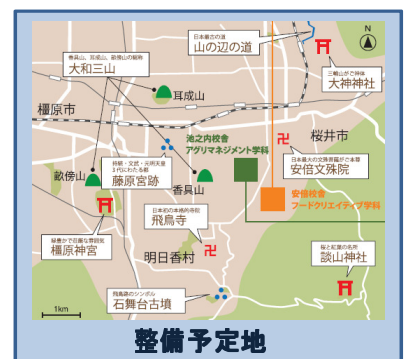 日本最古の道
山の辺の道
N
香具山、耳成山、畝傍山の総称
大和三山
三輪山がご神体
大神神社
耳成山
橿原市
池之内校舎
アグリマネジメント学科
桜井市
持統・文武・元明天皇
3代にわたる都
藤原宮跡
日本最大の文殊菩薩がご本尊
安倍文殊院
畝傍山
香具山
安倍校舎
フードクリエイティブ学科
日本初の本格的寺院
飛鳥寺
緑豊かで荘厳な雰囲気
橿原神宮
明日香村
桜と紅葉の名所
談山神社
飛鳥路のシンボル
石舞台古墳
1km
整備予定地